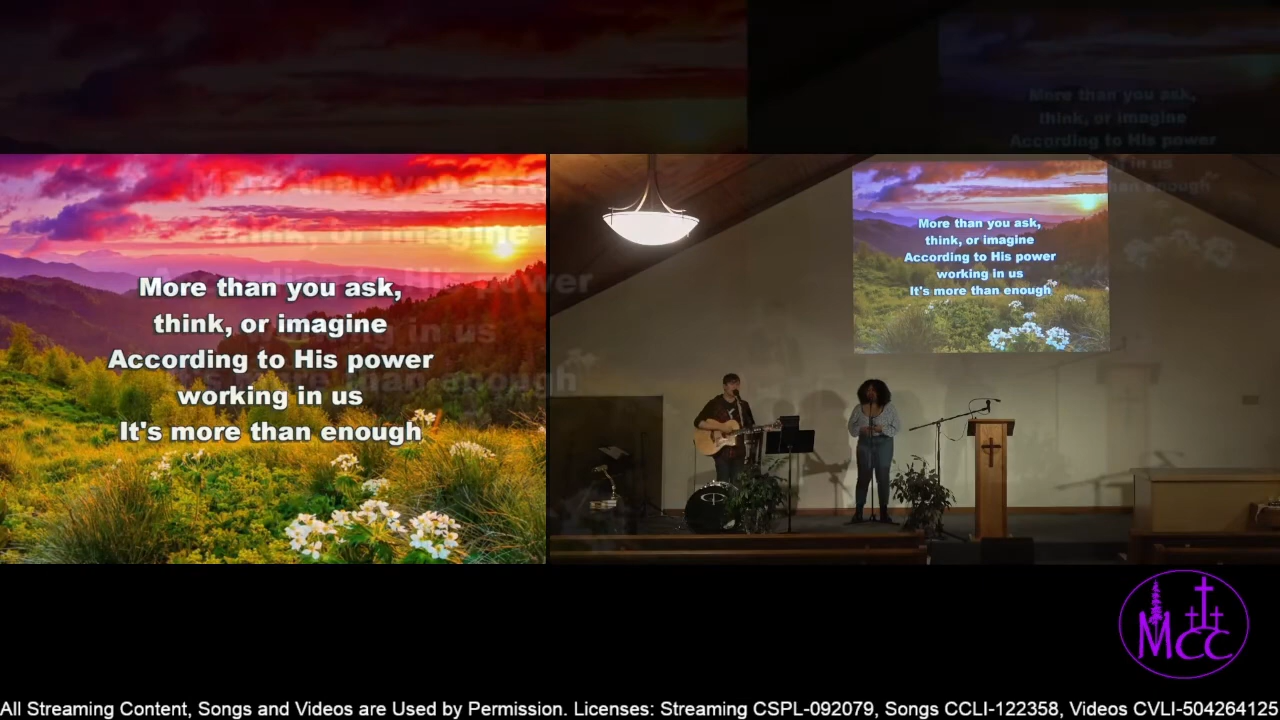 More than you ask,
think, or imagine
According to His power
working in us
It's more than enough
More than you ask,
think, or imagine
According to His power
working in us
It's more than enough
MCC
All Streaming Content, Songs and Videos are Used by Permission. Licenses: Streaming CSPL-092079, Songs CCLI-122358, Videos CVLI-504264125